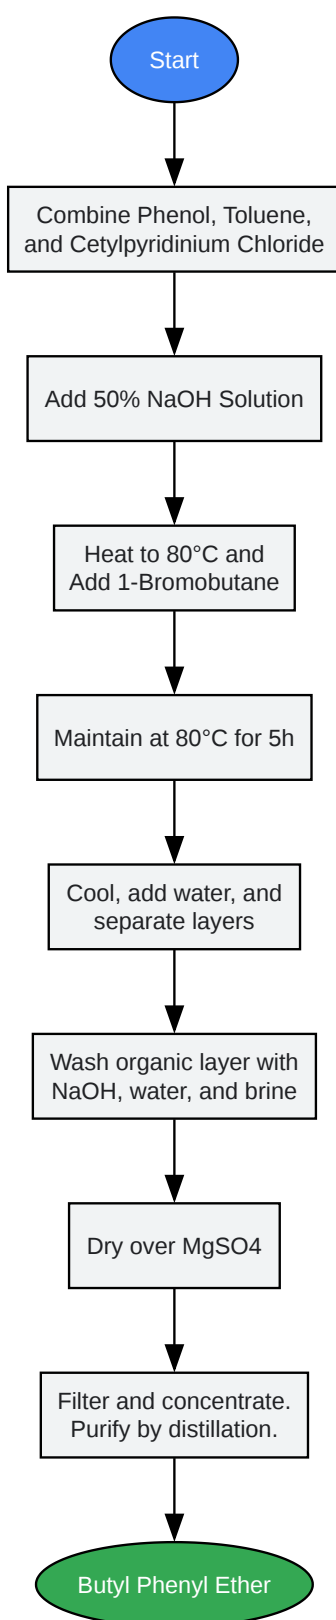 Start
Combine Phenol, Toluene,
and Cetylpyridinium Chloride
Add 50% NaOH Solution
Heat to 80°C and
Add 1-Bromobutane
Maintain at 80°C for 5h
Cool, add water, and
separate layers
Wash organic layer with
NaOH, water, and brine
Dry over MgSO4
Filter and concentrate.
Purify by distillation.
Butyl Phenyl Ether